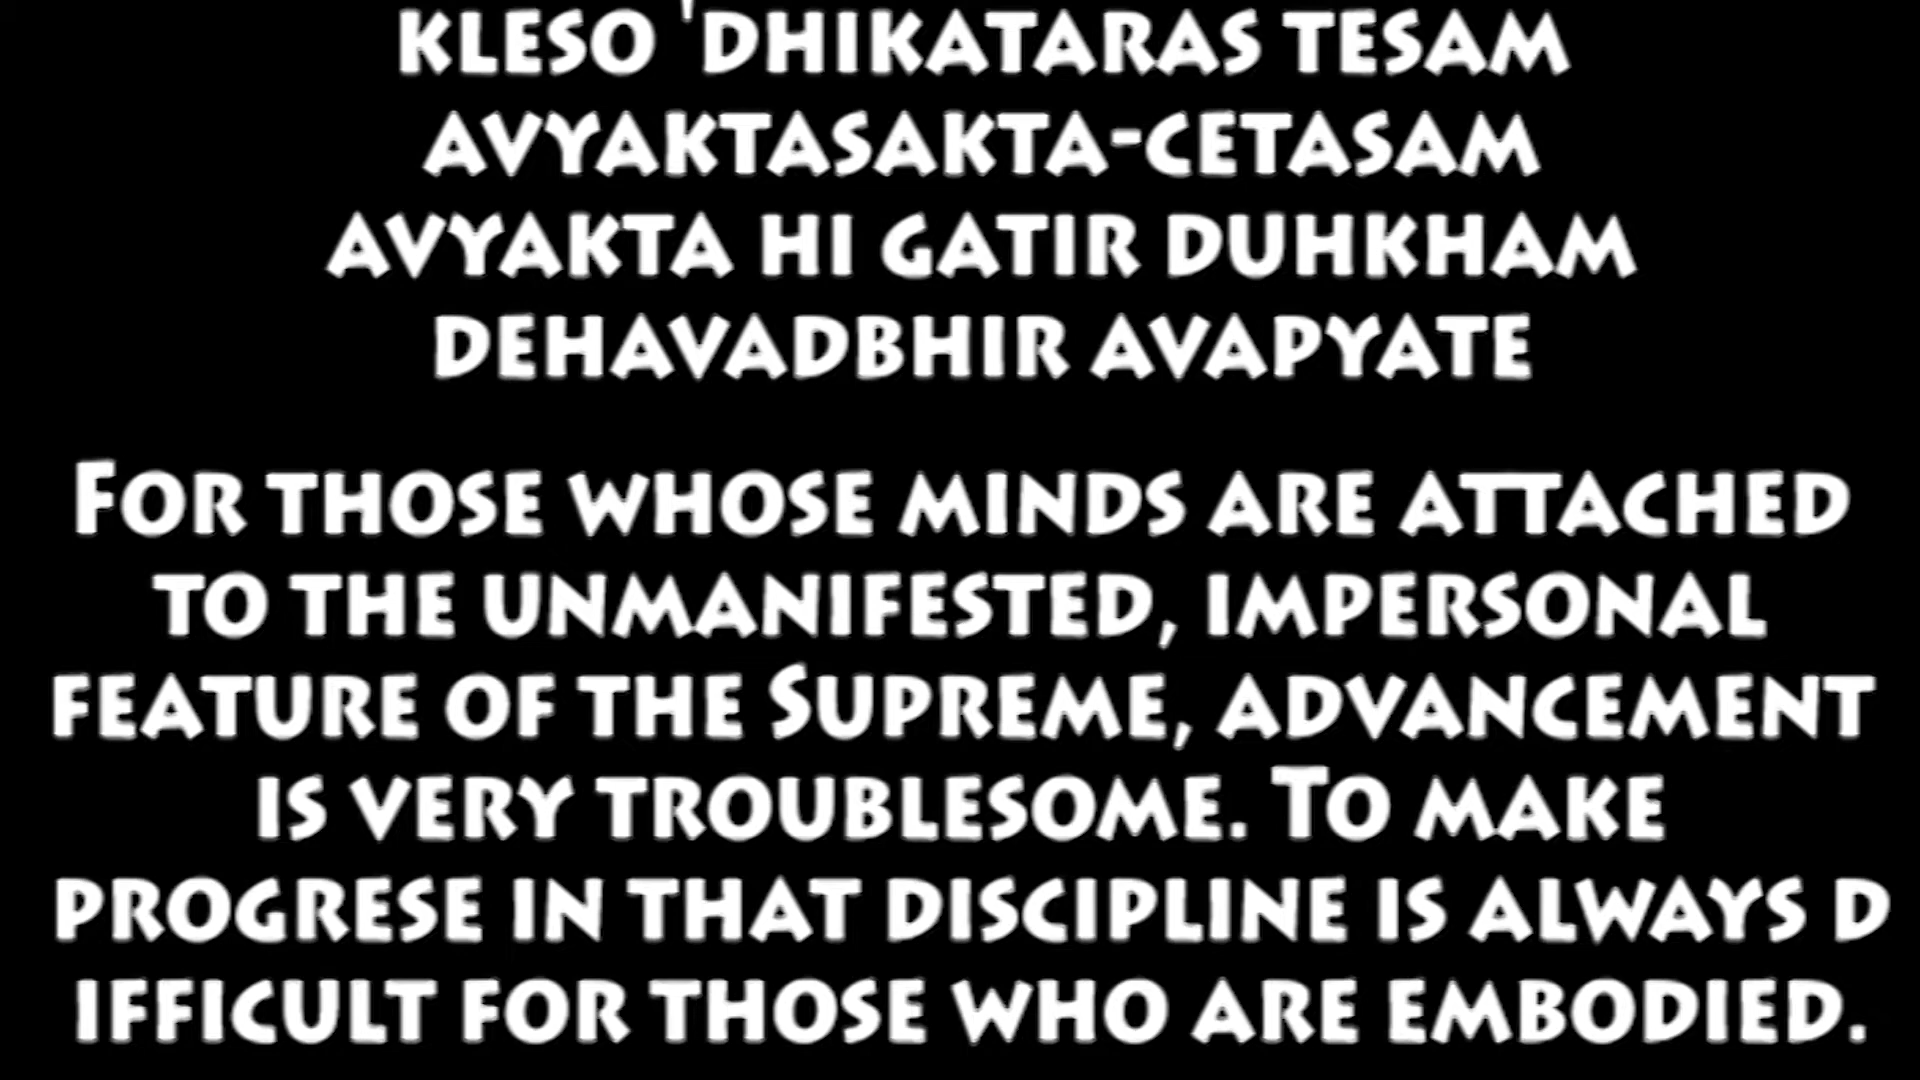 KLESO 'DHIKATARAS TESAM
AVYAKTASAKTA-CETASAM
AVYAKTA HI GATIR DUHKHAM
DEHAVADBHIR AVAPYATE
FOR THOSE WHOSE MINDS ARE ATTACHED
TO THE UNMANIFESTED, IMPERSONAL
FEATURE OF THE SUPREME, ADVANCEMENT
IS VERY TROUBLESOME. TO MAKE
PROGRESE IN THAT DISCIPLINE IS ALWAYS D
IFFICULT FOR THOSE WHO ARE EMBODIED.